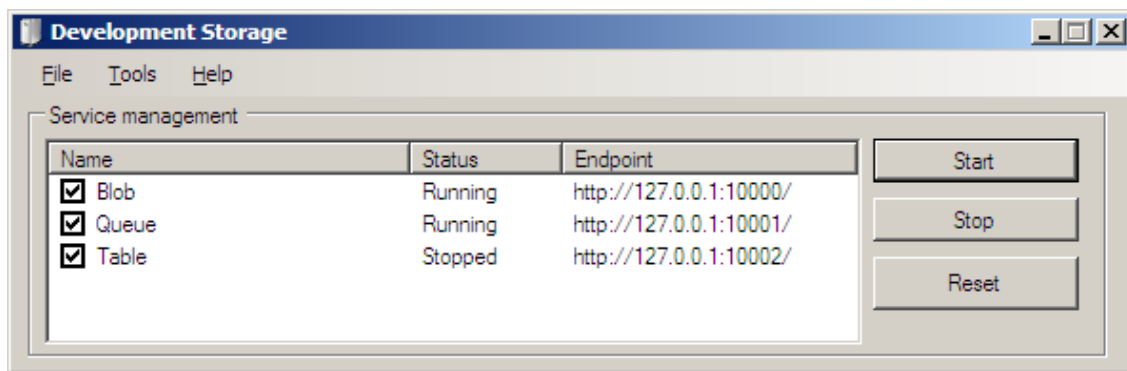 Development Storage
File Tools Help
Service management
Name Status Endpoint
Blob Running http://127.0.0.1:10000/
Queue Running http://127.0.0.1:10001/
Table Stopped http://127.0.0.1:10002/
Start
Stop
Reset